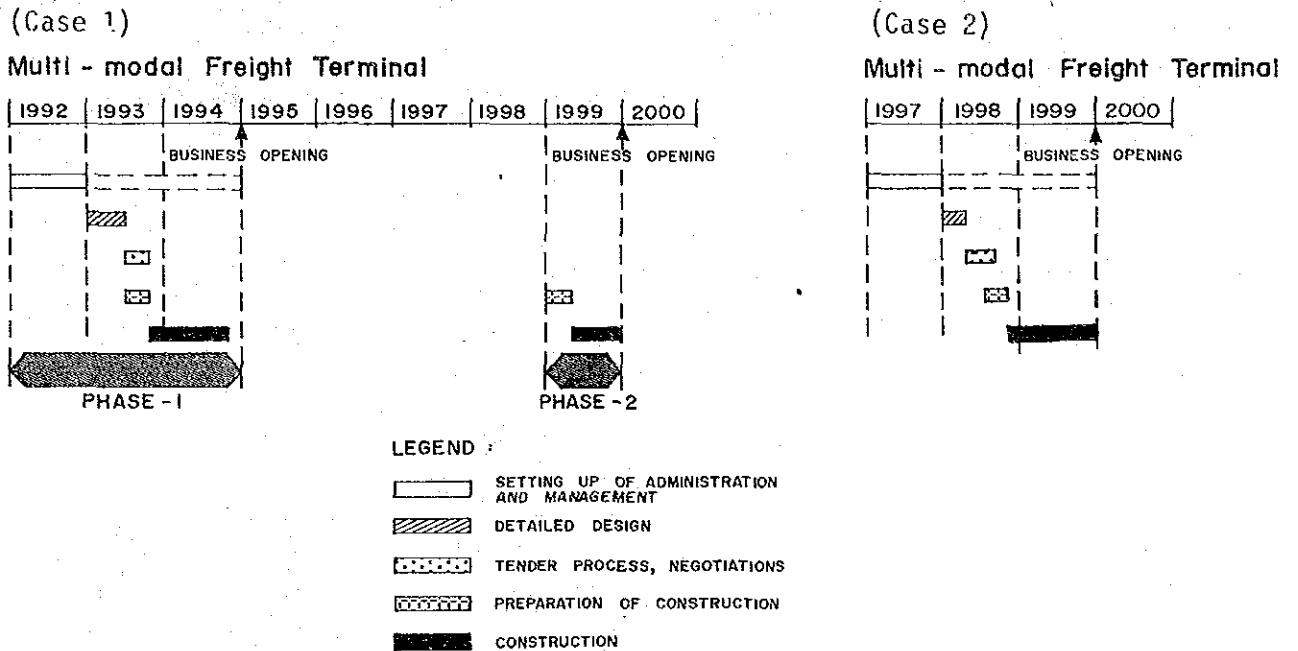 (Case 1)
Multi - modal Freight Terminal
1992 1993 1994 1995 1996 1997 1998 1999 2000
BUSINESS OPENING
BUSINESS OPENING
PHASE - 1
PHASE - 2
(Case 2)
Multi - modal Freight Terminal
1997 1998 1999 2000
BUSINESS OPENING
LEGEND :
SETTING UP OF ADMINISTRATION
AND MANAGEMENT
DETAILED DESIGN
TENDER PROCESS, NEGOTIATIONS
PREPARATION OF CONSTRUCTION
CONSTRUCTION